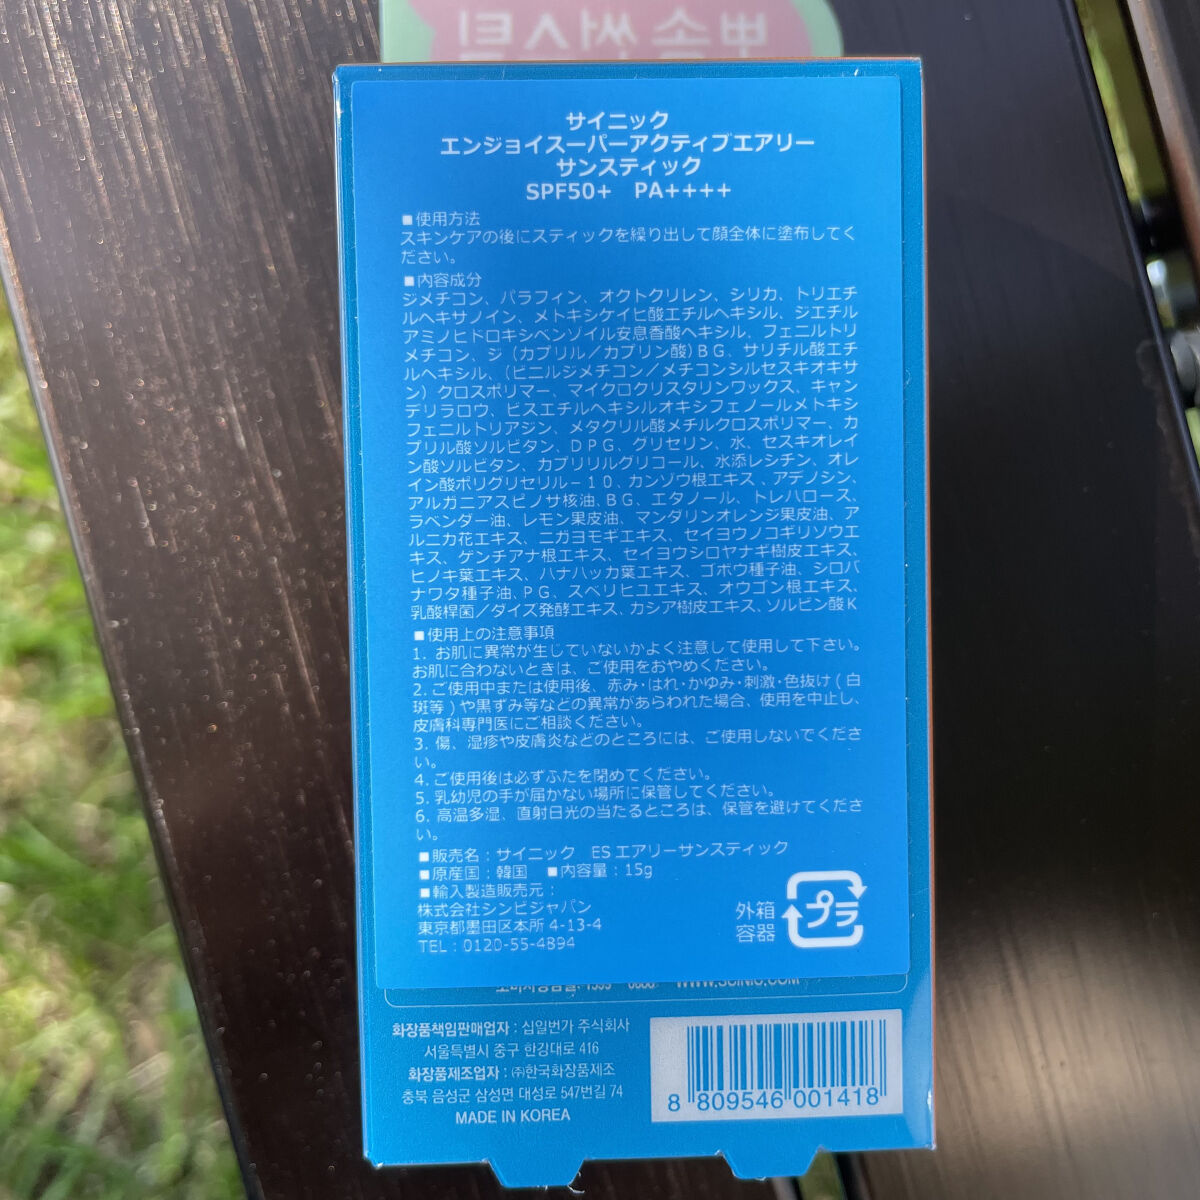 뽀송썬스틱
サイニック
エンジョイスーパーアクティブエアリー
サンスティック
SPF50+ PA++++
■使用方法
スキンケアの後にスティックを繰り出して顔全体に塗布してく
ださい。
■内容成分
ジメチコン、パラフィン、オクトクリレン、シリカ、トリエチ
ルヘキサノイン、メトキシケイヒ酸エチルヘキシル、ジエチル
アミノヒドロキシベンゾイル安息香酸ヘキシル、フェニルトリ
メチコン、ジ（カプリル／カプリン酸）BG、サリチル酸エチ
ルヘキシル、（ビニルジメチコン／メチコンシルセスキオキサ
ン）クロスポリマー、マイクロクリスタリンワックス、キャン
デリラロウ、ビスエチルヘキシルオキシフェノールメトキシ
フェニルトリアジン、メタクリル酸メチルクロスポリマー、カ
プリル酸ソルビタン、DPG、グリセリン、水、セスキオレイ
ン酸ソルビタン、カプリリルグリコール、水添レシチン、オレ
イン酸ポリグリセリル－10、カンゾウ根エキス、アデノシン、
アルガニアスピノサ核油、BG、エタノール、トレハロース、
ラベンダー油、レモン果皮油、マンダリンオレンジ果皮油、ア
ルニカ花エキス、ニガヨモギエキス、セイヨウノコギリソウエ
キス、ゲンチアナ根エキス、セイヨウシロヤナギ樹皮エキス、
ヒノキ葉エキス、ハナハッカ葉エキス、ゴボウ種子油、シロバ
ナワタ種子油、PG、スベリヒユエキス、オウゴン根エキス、
乳酸桿菌／ダイズ発酵エキス、カシア樹皮エキス、ソルビン酸K
■使用上の注意事項
1. お肌に異常が生じていないかよく注意して使用して下さい。
お肌に合わないときは、ご使用をおやめください。
2. ご使用中または使用後、赤み・はれ・かゆみ・刺激・色抜け(白
斑等)や黒ずみ等などの異常があらわれた場合、使用を中止し、
皮膚科専門医にご相談ください。
3. 傷、湿疹や皮膚炎などのところには、ご使用しないでくださ
い。
4. ご使用後は必ずふたを閉めてください。
5. 乳幼児の手が届かない場所に保管してください。
6. 高温多湿、直射日光の当たるところは、保管を避けてくださ
い。
■販売名：サイニック ESエアリーサンスティック
■原産国：韓国 ■内容量：15g
■輸入製造販売元：
株式会社シンビジャパン
東京都墨田区本所4-13-4
TEL：0120-55-4894
外箱
容器
プラ
WWW.SCINIC.COM
화장품책임판매업자 : 십일번가 주식회사
서울특별시 중구 한강대로 416
화장품제조업자 : ㈜한국화장품제조
충북 음성군 삼성면 대성로 547번길 74
MADE IN KOREA
8 809546 001418